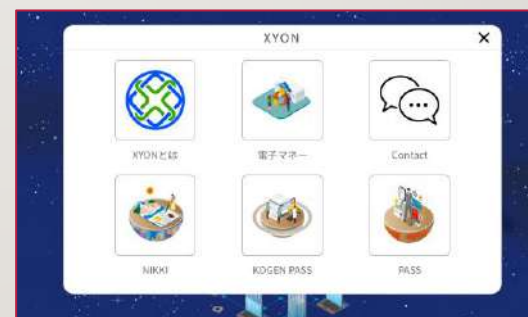 XYON
XYONとは
電子マネー
Contact
NIKKI
KOGEN PASS
PASS